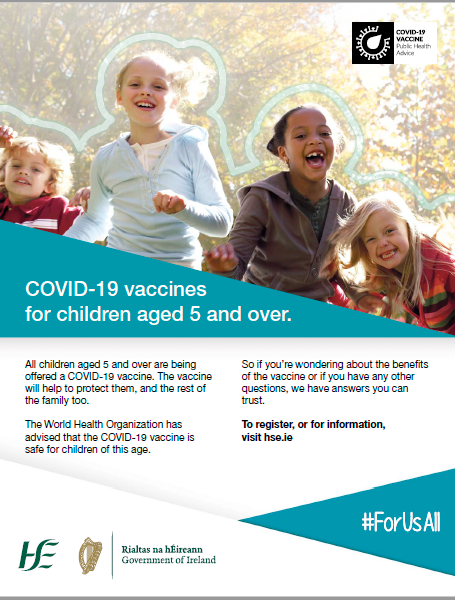 COVID-19
VACCINE
Public Health
Advice
COVID-19 vaccines
for children aged 5 and over.
All children aged 5 and over are being
offered a COVID-19 vaccine. The vaccine
will help to protect them, and the rest of
the family too.
The World Health Organization has
advised that the COVID-19 vaccine is
safe for children of this age.
So if you're wondering about the benefits
of the vaccine or if you have any other
questions, we have answers you can
trust.
To register, or for information,
visit hse.ie
#ForUsAll
HE
Rialtas na hÉireann
Government of Ireland